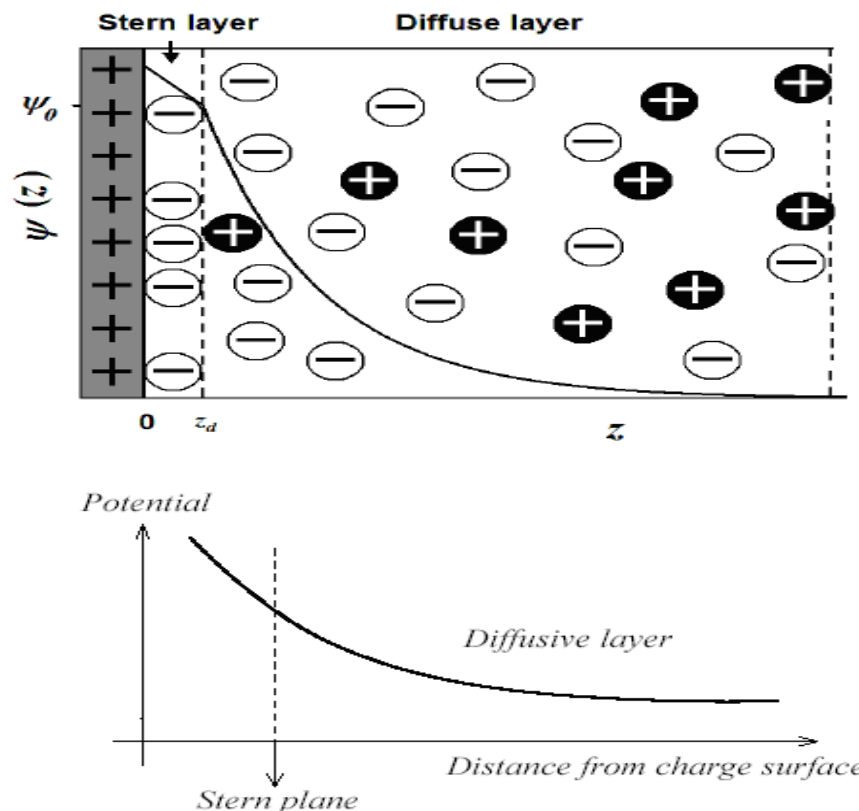 Stern layer
Diffuse layer
ψ0
ψ (z)
0
zd
z
Potential
Diffusive layer
Distance from charge surface
Stern plane